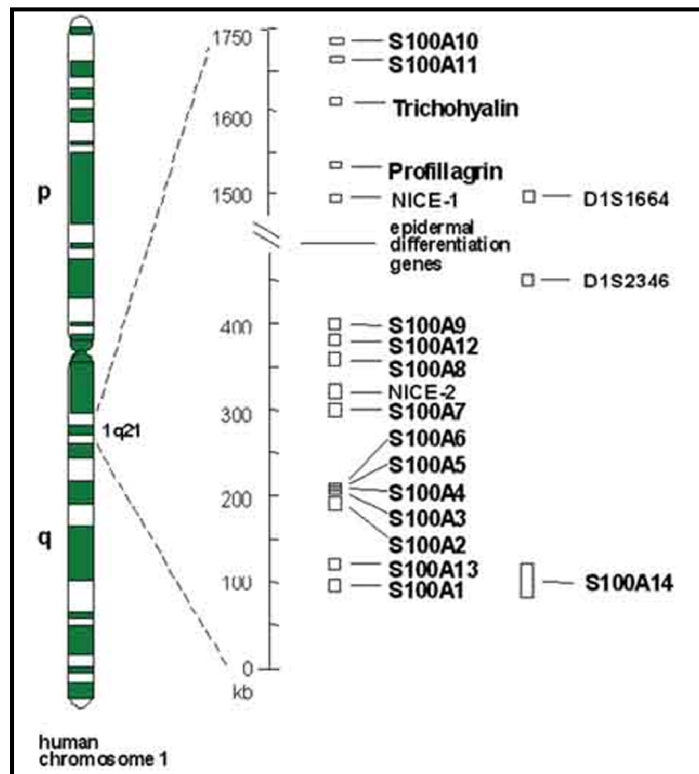 1750
S100A10
S100A11
1600
Trichohyalin
Profillagrin
1500
NICE-1
D1S1664
epidermal
differentiation
genes
D1S2346
p
400
S100A9
S100A12
S100A8
NICE-2
300
S100A7
1q21
S100A6
S100A5
200
S100A4
S100A3
q
S100A2
100
S100A13
S100A1
S100A14
0
kb
human
chromosome 1